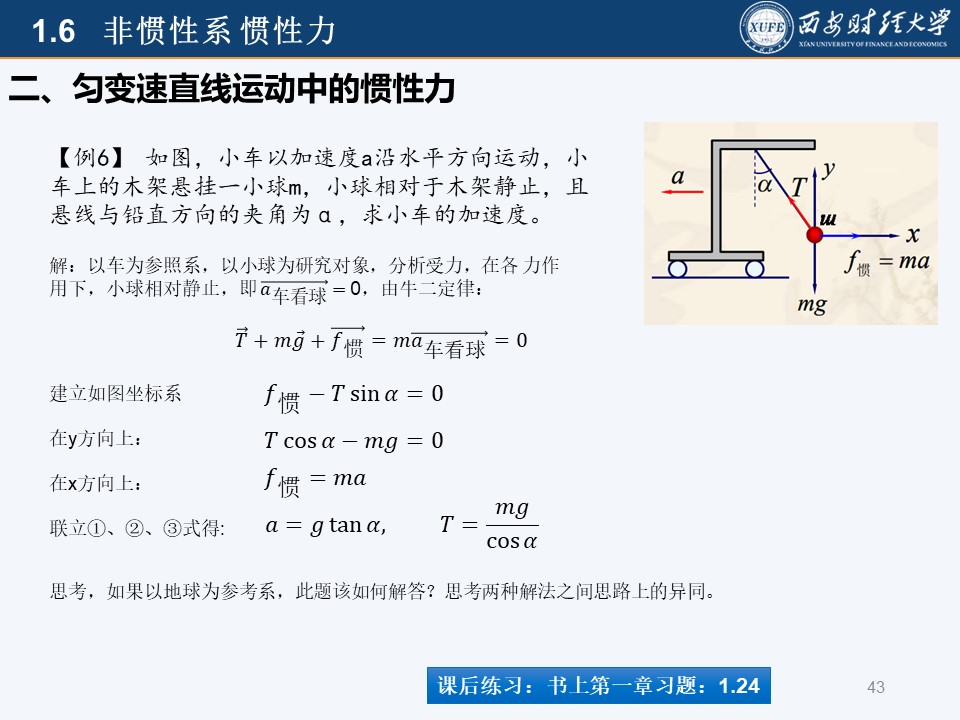 1.6 非惯性系 惯性力
XUFE
西安财经大学
XI'AN UNIVERSITY OF FINANCE AND ECONOMICS
二、匀变速直线运动中的惯性力
【例6】 如图，小车以加速度a沿水平方向运动，小
车上的木架悬挂一小球m，小球相对于木架静止，且
悬线与铅直方向的夹角为α，求小车的加速度。
a
α
T
y
m
x
f惯 = ma
mg
解：以车为参照系，以小球为研究对象，分析受力，在各 力作
用下，小球相对静止，即 $\overrightarrow{a_{车看球}}$ = 0，由牛二定律：
$\vec{T} + m\vec{g} + \overrightarrow{f_{惯}} = m\overrightarrow{a_{车看球}} = 0$
建立如图坐标系 $f_{惯} - T \sin α = 0$
在y方向上： $T \cos α - mg = 0$
在x方向上： $f_{惯} = ma$
联立①、②、③式得: $a = g \tan α, T = \frac{mg}{\cos α}$
思考，如果以地球为参考系，此题该如何解答？思考两种解法之间思路上的异同。
课后练习：书上第一章习题：1.24
43